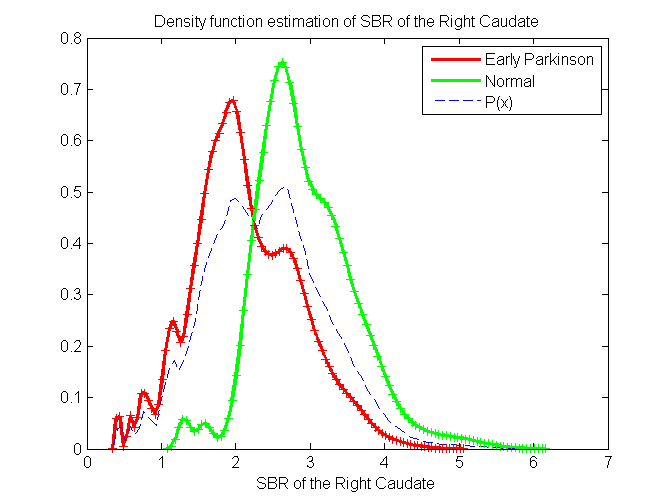 Density function estimation of SBR of the Right Caudate
0.8
0.7
0.6
0.5
0.4
0.3
0.2
0.1
0
Early Parkinson
Normal
P(x)
0 1 2 3 4 5 6 7
SBR of the Right Caudate